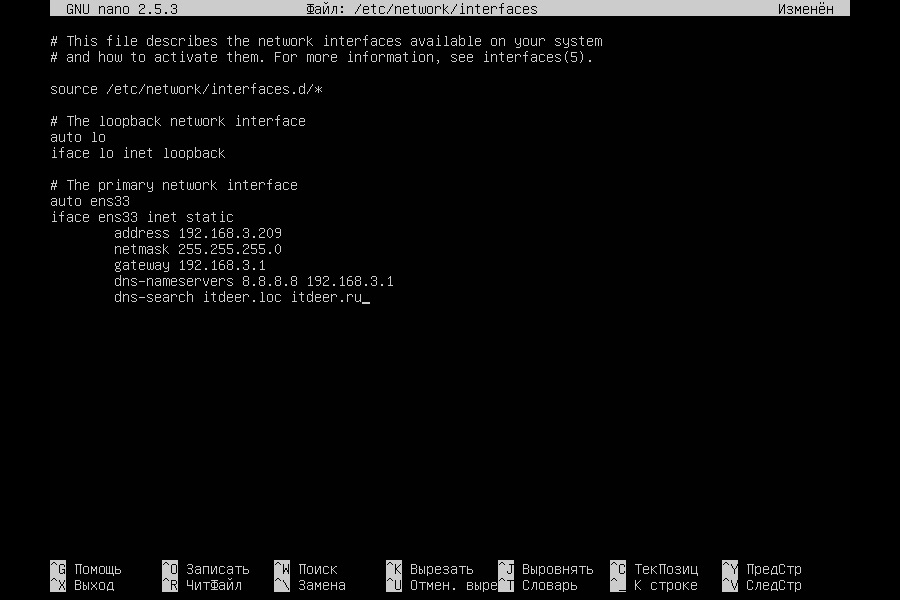 GNU nano 2.5.3 Файл: /etc/network/interfaces Изменён
# This file describes the network interfaces available on your system
# and how to activate them. For more information, see interfaces(5).
source /etc/network/interfaces.d/*
# The loopback network interface
auto lo
iface lo inet loopback
# The primary network interface
auto ens33
iface ens33 inet static
address 192.168.3.209
netmask 255.255.255.0
gateway 192.168.3.1
dns-nameservers 8.8.8.8 192.168.3.1
dns-search itdeer.loc itdeer.ru_
^G Помощь ^O Записать ^W Поиск ^K Вырезать ^J Выровнять ^C ТекПозиц ^Y ПредСтр
^X Выход ^R ЧитФайл ^\ Замена ^U Отмен. выре ^T Словарь ^_ К строке ^V СледСтр